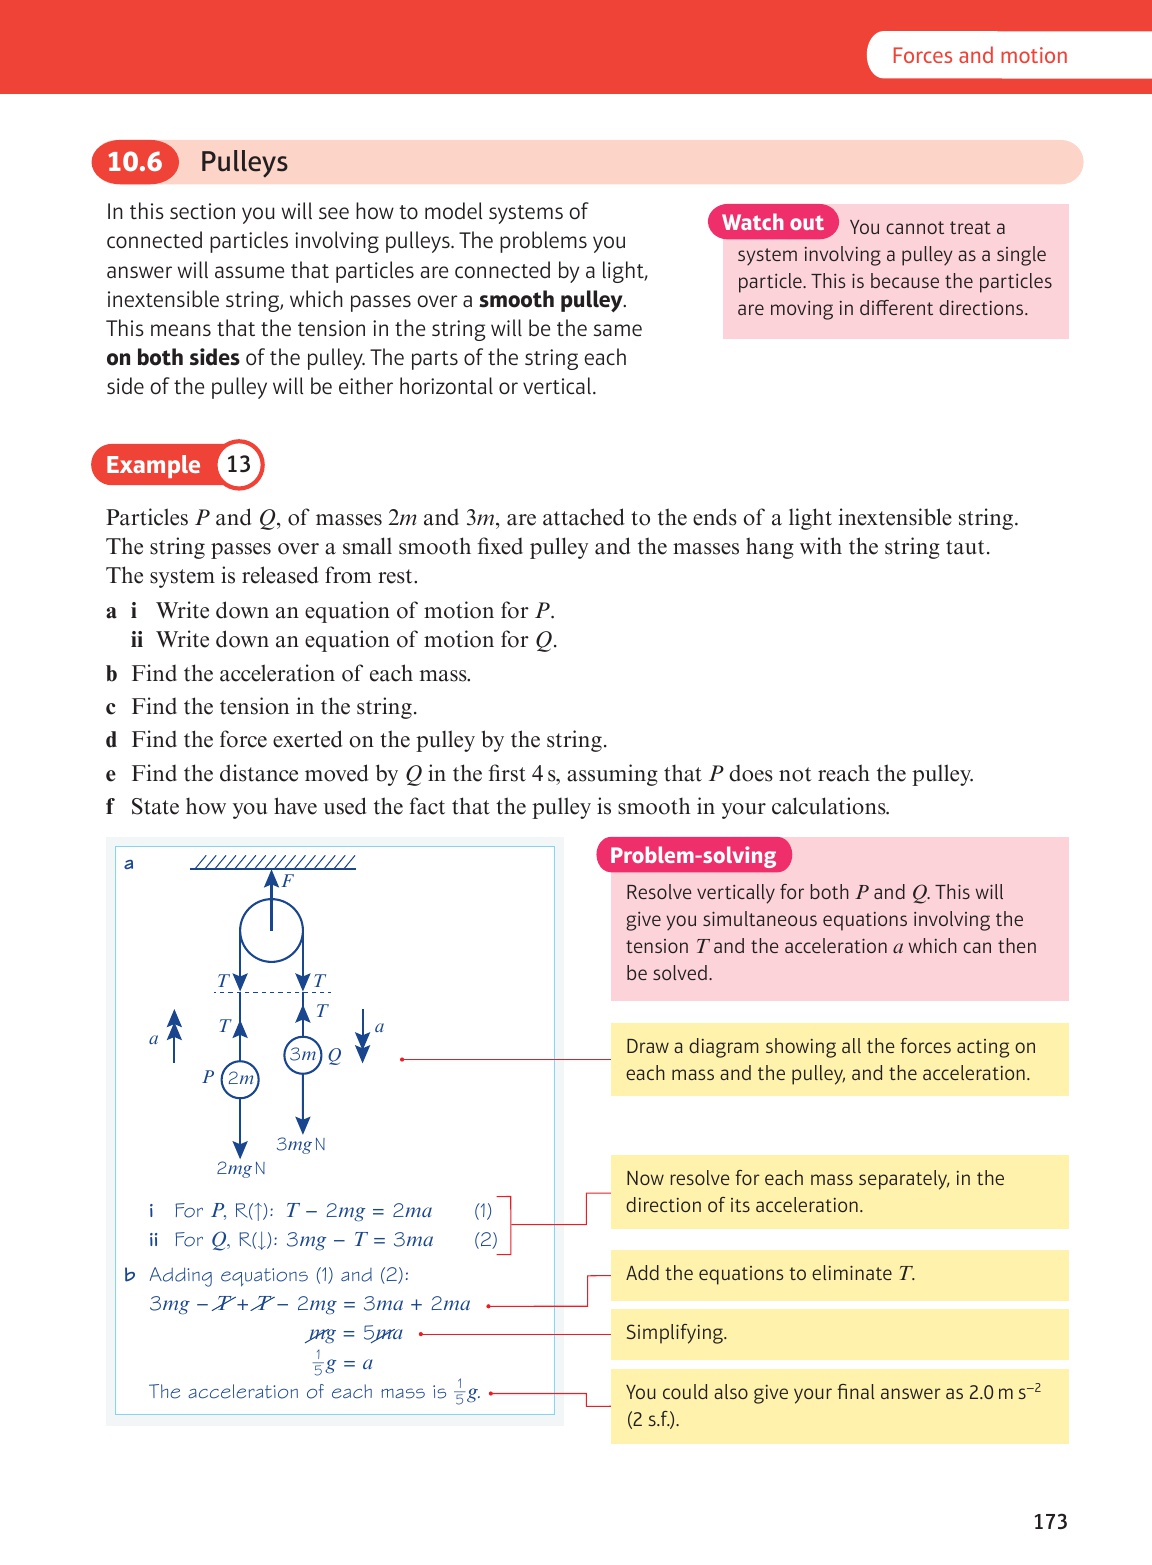 Forces and motion
10.6 Pulleys
In this section you will see how to model systems of
connected particles involving pulleys. The problems you
answer will assume that particles are connected by a light,
inextensible string, which passes over a smooth pulley.
This means that the tension in the string will be the same
on both sides of the pulley. The parts of the string each
side of the pulley will be either horizontal or vertical.
Watch out You cannot treat a
system involving a pulley as a single
particle. This is because the particles
are moving in different directions.
Example 13
Particles P and Q, of masses 2m and 3m, are attached to the ends of a light inextensible string.
The string passes over a small smooth fixed pulley and the masses hang with the string taut.
The system is released from rest.
a i Write down an equation of motion for P.
ii Write down an equation of motion for Q.
b Find the acceleration of each mass.
c Find the tension in the string.
d Find the force exerted on the pulley by the string.
e Find the distance moved by Q in the first 4 s, assuming that P does not reach the pulley.
f State how you have used the fact that the pulley is smooth in your calculations.
a
F
T T
T T
a a
3m Q
P 2m
3mg N
2mg N
i For P, R(↑): T − 2mg = 2ma (1)
ii For Q, R(↓): 3mg − T = 3ma (2)
b Adding equations (1) and (2):
3mg − T + T − 2mg = 3ma + 2ma
mg = 5ma
1/5 g = a
The acceleration of each mass is 1/5 g.
Problem-solving
Resolve vertically for both P and Q. This will
give you simultaneous equations involving the
tension T and the acceleration a which can then
be solved.
Draw a diagram showing all the forces acting on
each mass and the pulley, and the acceleration.
Now resolve for each mass separately, in the
direction of its acceleration.
Add the equations to eliminate T.
Simplifying.
You could also give your final answer as 2.0 m s⁻²
(2 s.f.).
173